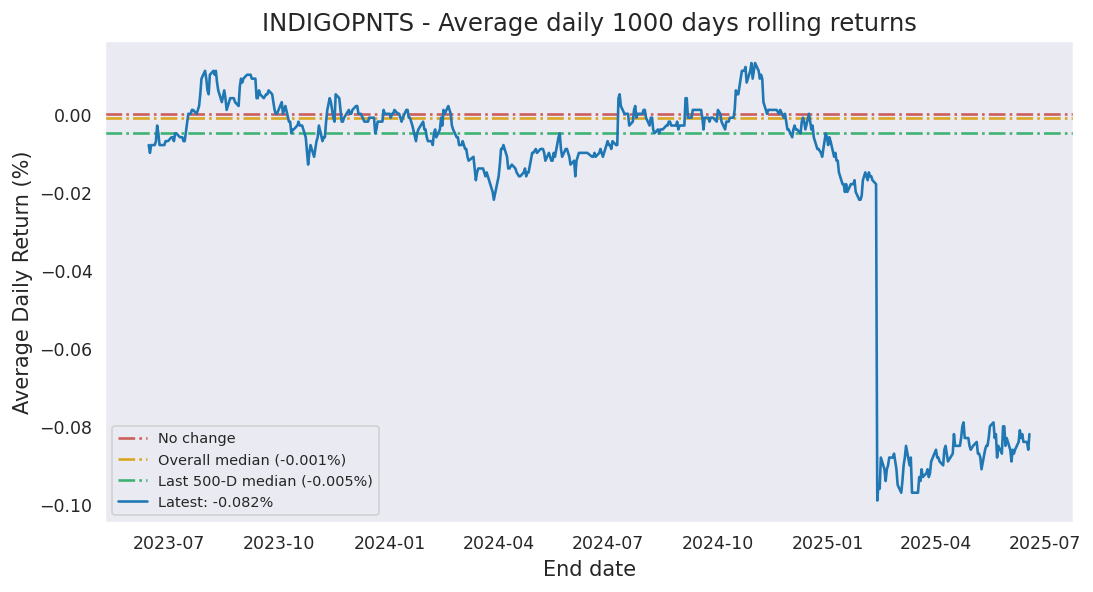 INDIGOPNTS - Average daily 1000 days rolling returns
Average Daily Return (%)
0.00
−0.02
−0.04
−0.06
−0.08
−0.10
No change
Overall median (-0.001%)
Last 500-D median (-0.005%)
Latest: -0.082%
2023-07 2023-10 2024-01 2024-04 2024-07 2024-10 2025-01 2025-04 2025-07
End date